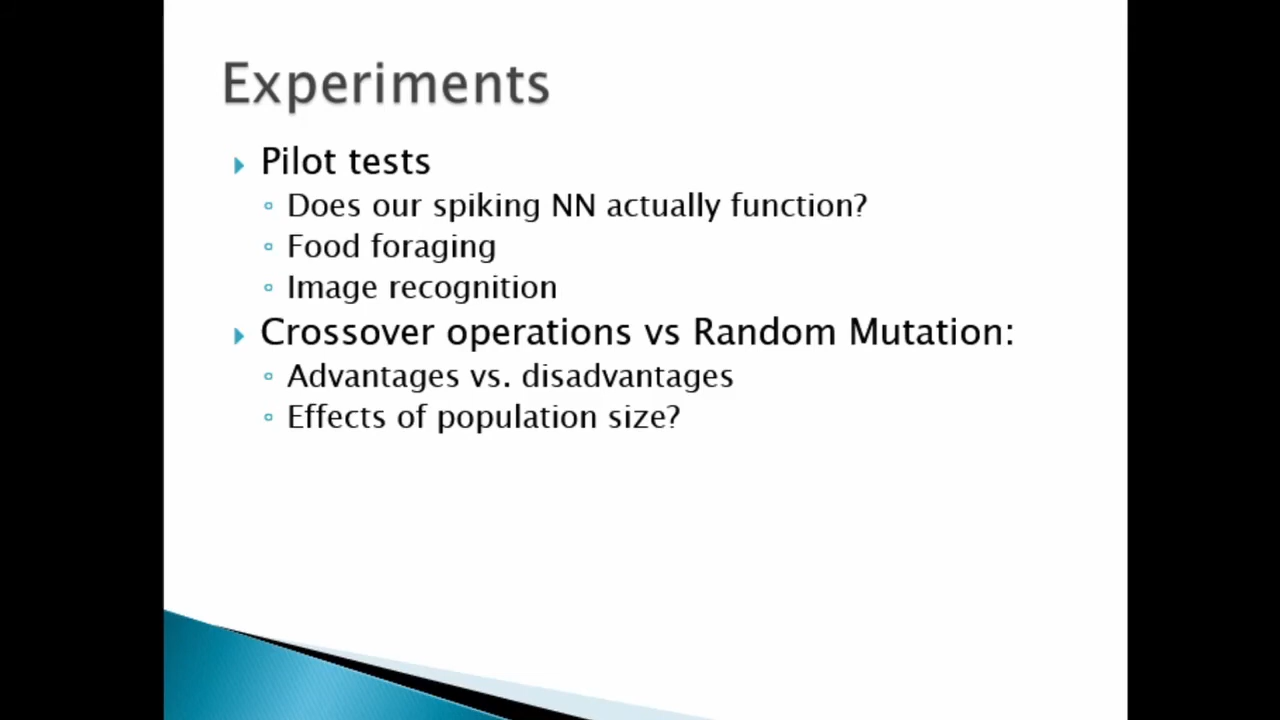 Experiments
Pilot tests
Does our spiking NN actually function?
Food foraging
Image recognition
Crossover operations vs Random Mutation:
Advantages vs. disadvantages
Effects of population size?